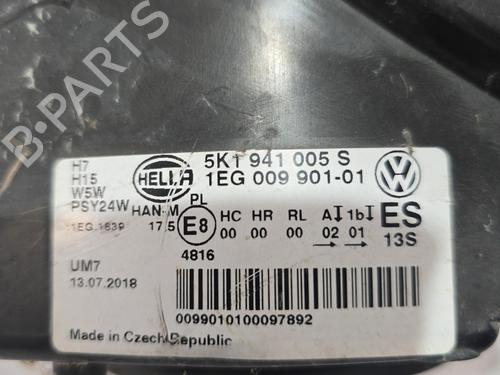 H7
H15
W5W
PSY24W
1EG.1639
HELLA
HAN-M
17.5
5K1 941 005 S
1EG 009 901-01
PL
E8
4816
HC HR RL A 1b
00 00 00 02 01
ES
13S
UM7
13.07.2018
0099010100097892
Made in Czech Republic
B-PARTS